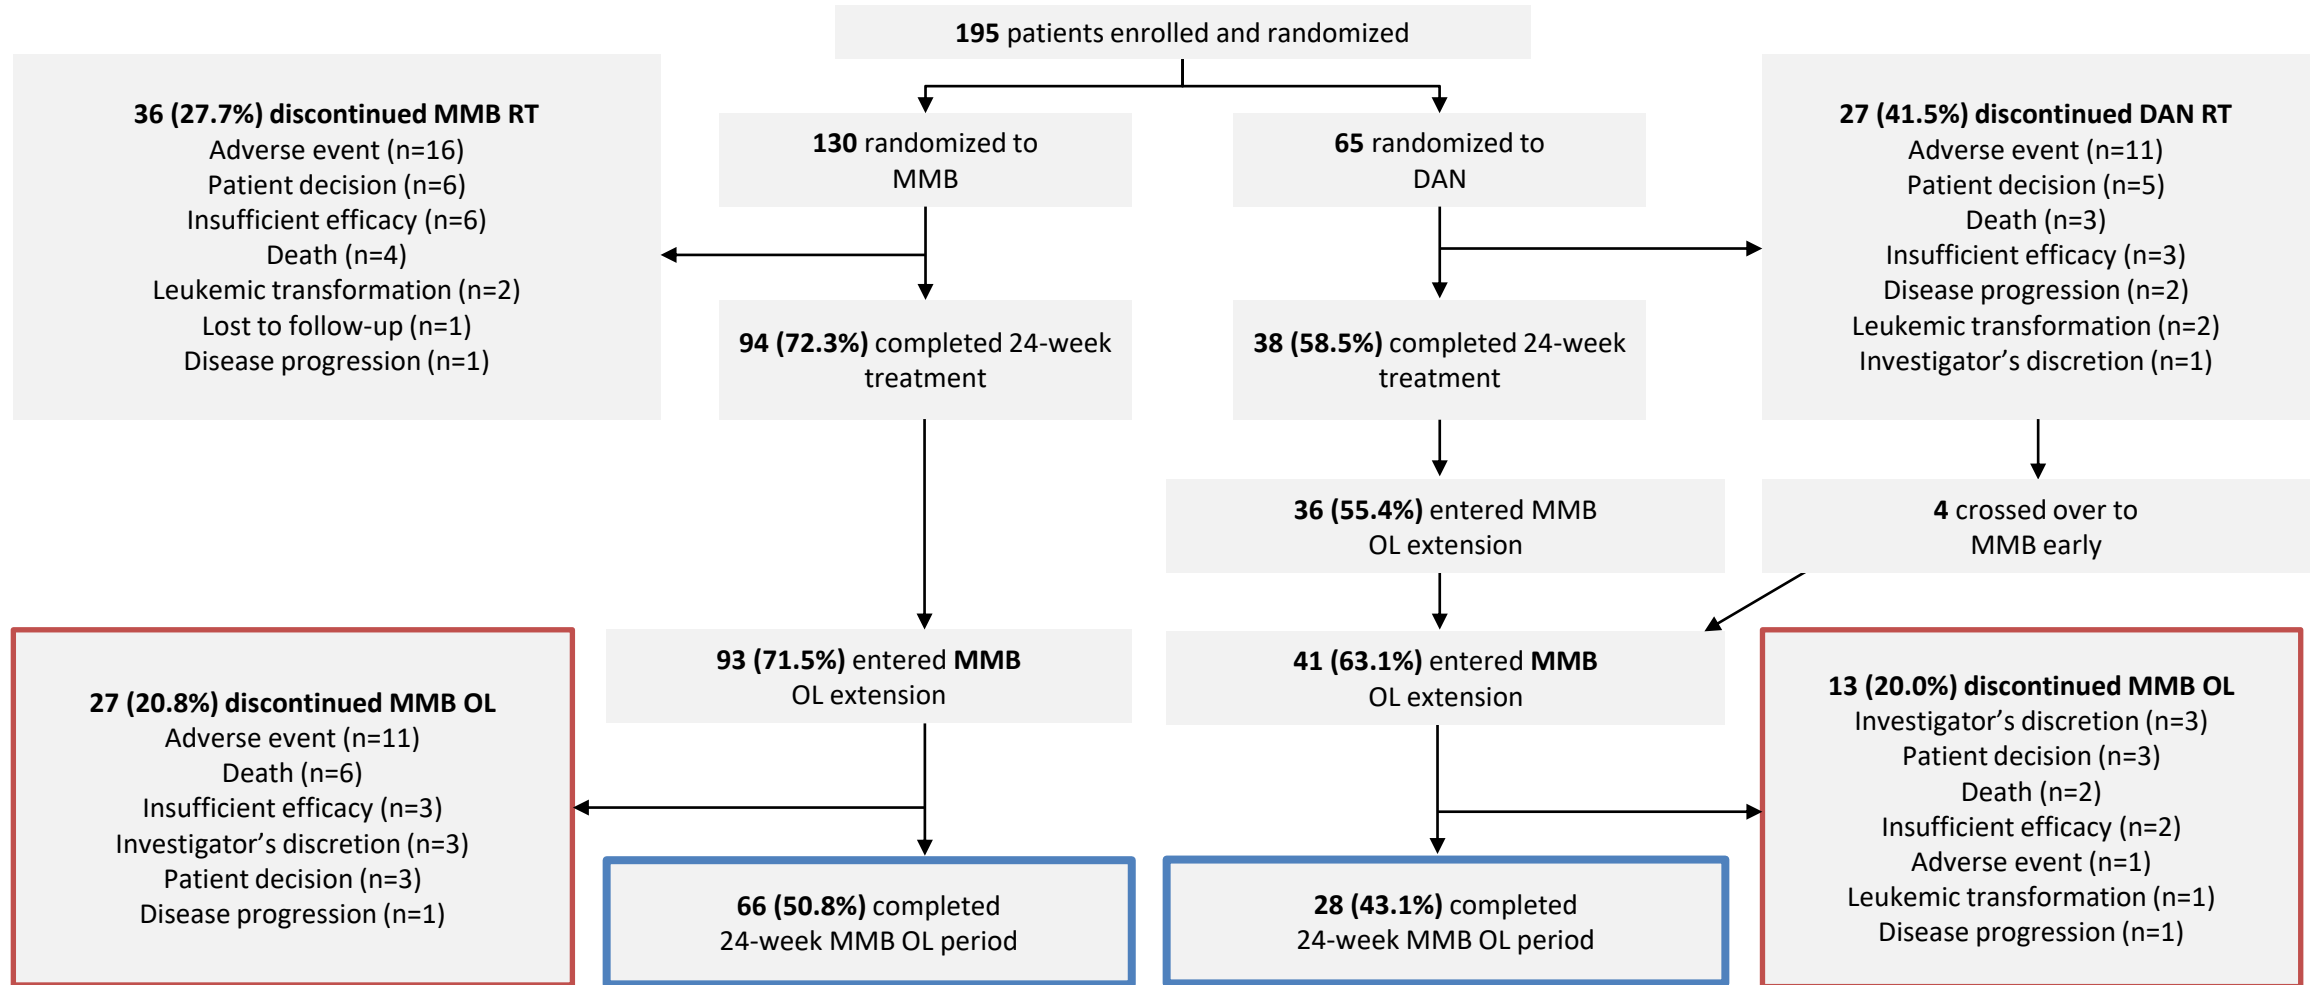 195 patients enrolled and randomized
36 (27.7%) discontinued MMB RT
Adverse event (n=16)
Patient decision (n=6)
Insufficient efficacy (n=6)
Death (n=4)
Leukemic transformation (n=2)
Lost to follow-up (n=1)
Disease progression (n=1)
130 randomized to
MMB
65 randomized to
DAN
27 (41.5%) discontinued DAN RT
Adverse event (n=11)
Patient decision (n=5)
Death (n=3)
Insufficient efficacy (n=3)
Disease progression (n=2)
Leukemic transformation (n=2)
Investigator’s discretion (n=1)
94 (72.3%) completed 24-week
treatment
38 (58.5%) completed 24-week
treatment
36 (55.4%) entered MMB
OL extension
4 crossed over to
MMB early
93 (71.5%) entered MMB
OL extension
41 (63.1%) entered MMB
OL extension
27 (20.8%) discontinued MMB OL
Adverse event (n=11)
Death (n=6)
Insufficient efficacy (n=3)
Investigator’s discretion (n=3)
Patient decision (n=3)
Disease progression (n=1)
13 (20.0%) discontinued MMB OL
Investigator’s discretion (n=3)
Patient decision (n=3)
Death (n=2)
Insufficient efficacy (n=2)
Adverse event (n=1)
Leukemic transformation (n=1)
Disease progression (n=1)
66 (50.8%) completed
24-week MMB OL period
28 (43.1%) completed
24-week MMB OL period